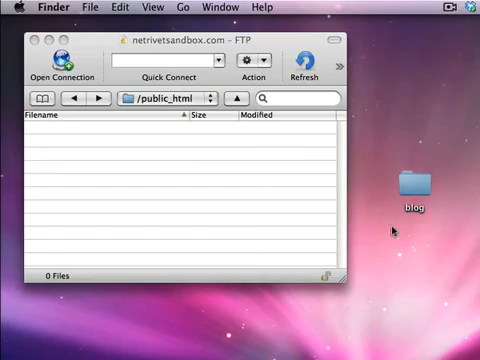 Finder File Edit View Go Window Help
netrivetsandbox.com – FTP
Open Connection Quick Connect Action Refresh »
/public_html
Filename Size Modified
blog
0 Files